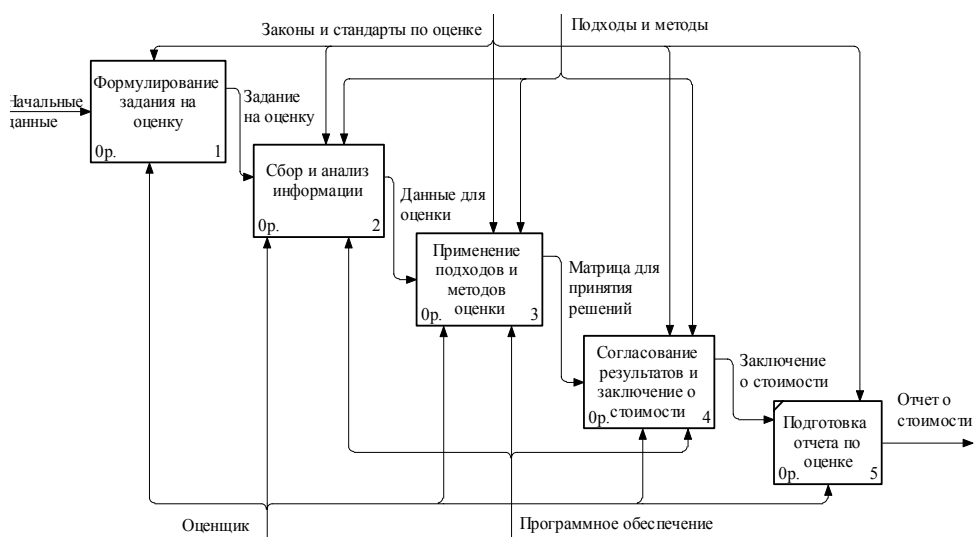 Законы и стандарты по оценке
Подходы и методы
Начальные
данные
Формулирование
задания на
оценку
0р. 1
Задание
на оценку
Сбор и анализ
информации
0р. 2
Данные для
оценки
Применение
подходов и
методов
оценки
0р. 3
Матрица для
принятия
решений
Согласование
результатов и
заключение о
стоимости
0р. 4
Заключение
о стоимости
Подготовка
отчета по
оценке
0р. 5
Отчет о
стоимости
Оценщик
Программное обеспечение